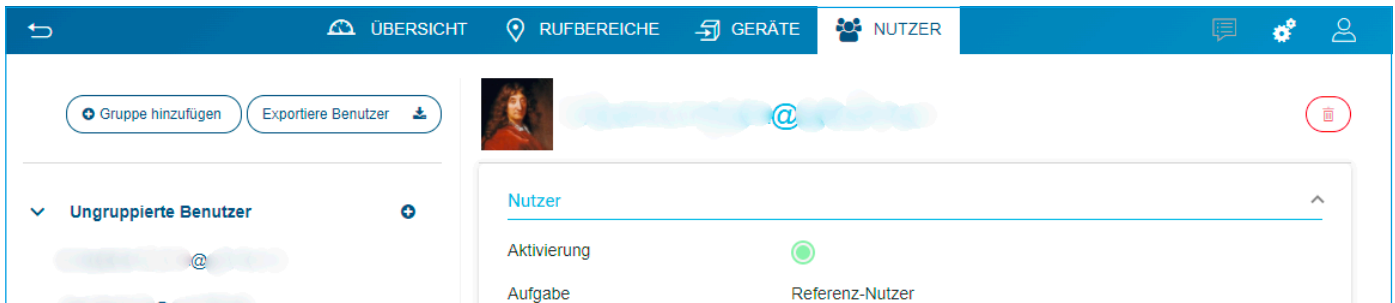 ÜBERSICHT RUFBEREICHE GERÄTE NUTZER
Gruppe hinzufügen Exportiere Benutzer
@
Ungruppierte Benutzer
@
Nutzer
Aktivierung
Aufgabe Referenz-Nutzer